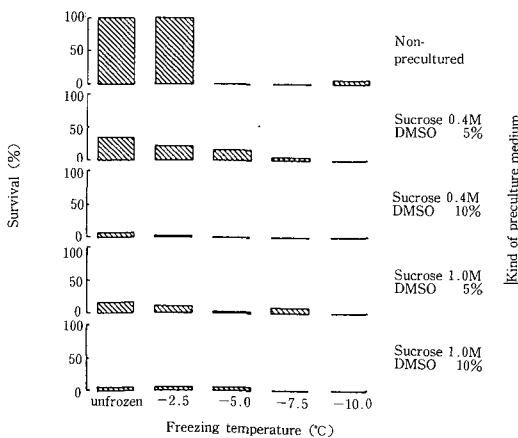 100
50
0
Non-
precultured
100
50
0
Sucrose 0.4M
DMSO 5%
100
50
0
Sucrose 0.4M
DMSO 10%
100
50
0
Sucrose 1.0M
DMSO 5%
100
50
0
Sucrose 1.0M
DMSO 10%
unfrozen −2.5 −5.0 −7.5 −10.0
Freezing temperature (℃)
Survival (%)
Kind of preculture medium